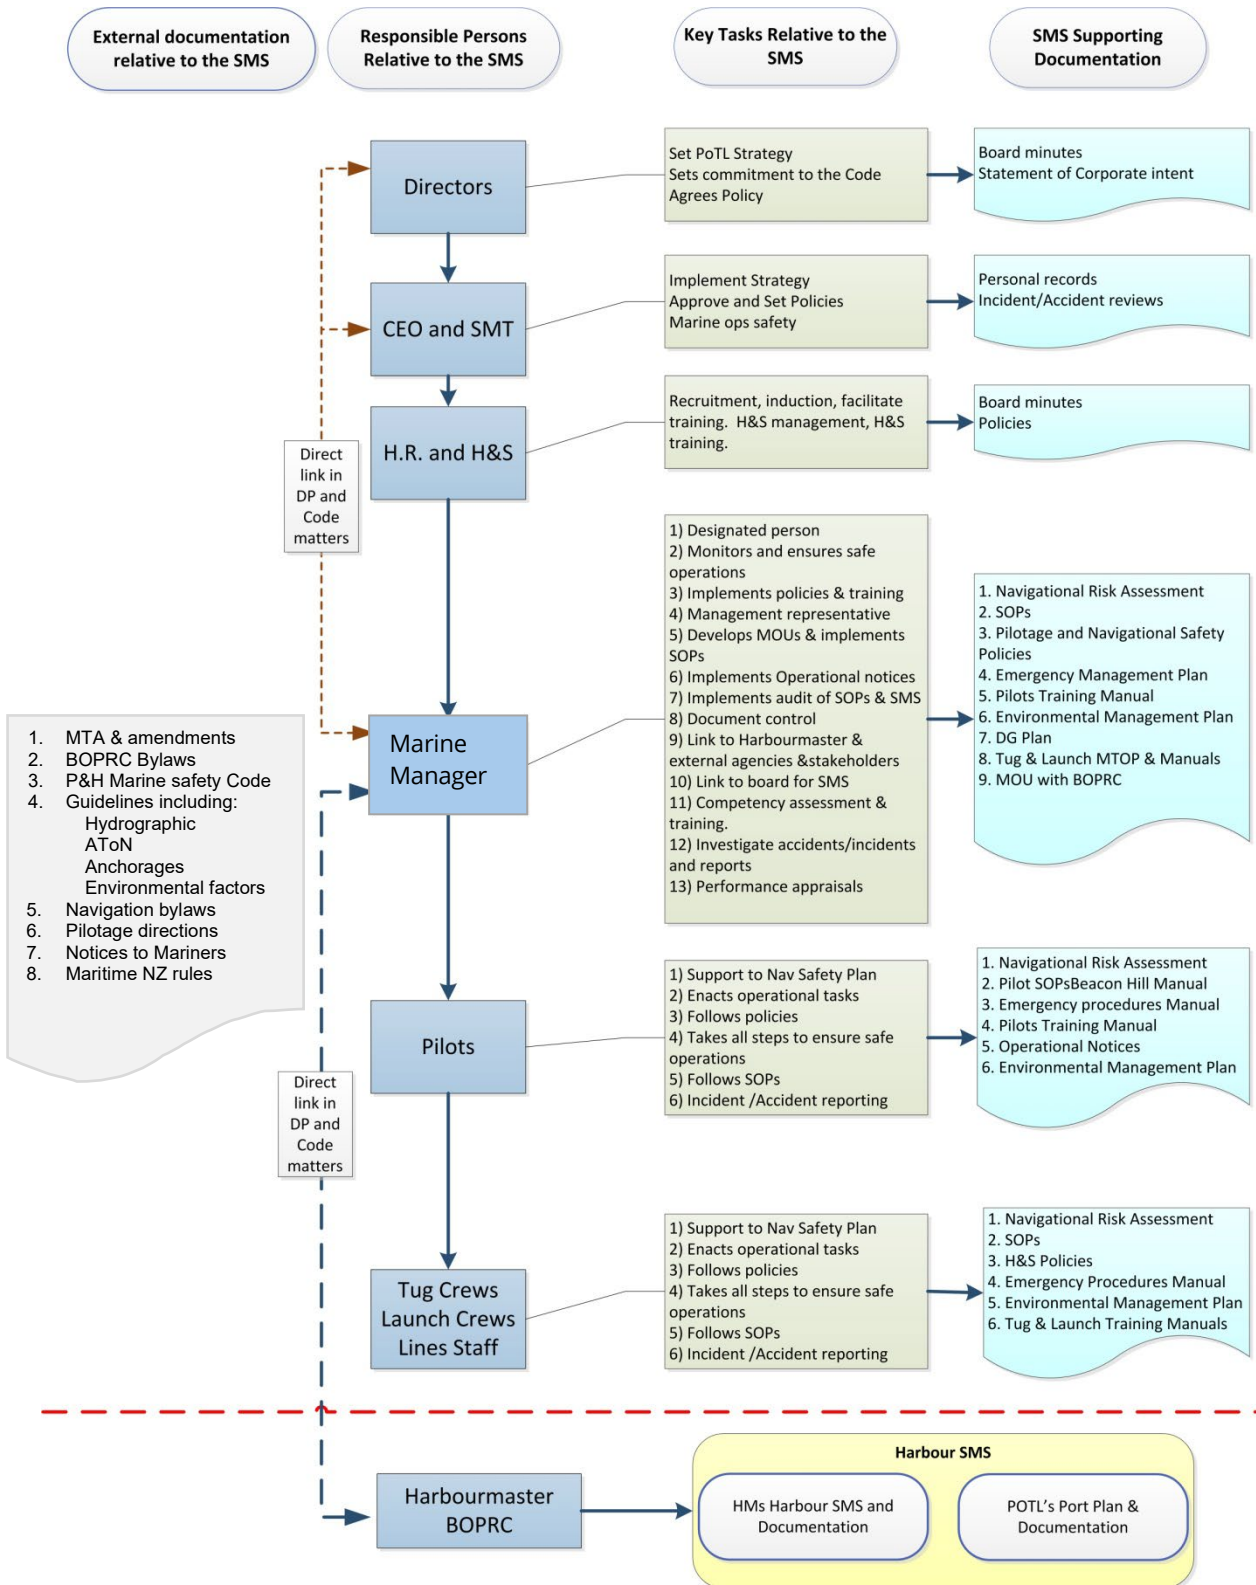 External documentation
relative to the SMS
Responsible Persons
Relative to the SMS
Key Tasks Relative to the
SMS
SMS Supporting
Documentation
Directors
Set PoTL Strategy
Sets commitment to the Code
Agrees Policy
Board minutes
Statement of Corporate intent
CEO and SMT
Implement Strategy
Approve and Set Policies
Marine ops safety
Personal records
Incident/Accident reviews
H.R. and H&S
Recruitment, induction, facilitate
training.  H&S management, H&S
training.
Board minutes
Policies
Direct
link in
DP and
Code
matters
1. MTA & amendments
2. BOPRC Bylaws
3. P&H Marine safety Code
4. Guidelines including:
Hydrographic
AToN
Anchorages
Environmental factors
5. Navigation bylaws
6. Pilotage directions
7. Notices to Mariners
8. Maritime NZ rules
Marine
Manager
1) Designated person
2) Monitors and ensures safe
operations
3) Implements policies & training
4) Management representative
5) Develops MOUs & implements
SOPs
6) Implements Operational notices
7) Implements audit of SOPs & SMS
8) Document control
9) Link to Harbourmaster &
external agencies &stakeholders
10) Link to board for SMS
11) Competency assessment &
training.
12) Investigate accidents/incidents
and reports
13) Performance appraisals
1. Navigational Risk Assessment
2. SOPs
3. Pilotage and Navigational Safety
Policies
4. Emergency Management Plan
5. Pilots Training Manual
6. Environmental Management Plan
7. DG Plan
8. Tug & Launch MTOP & Manuals
9. MOU with BOPRC
Pilots
1) Support to Nav Safety Plan
2) Enacts operational tasks
3) Follows policies
4) Takes all steps to ensure safe
operations
5) Follows SOPs
6) Incident /Accident reporting
1. Navigational Risk Assessment
2. Pilot SOPsBeacon Hill Manual
3. Emergency procedures Manual
4. Pilots Training Manual
5. Operational Notices
6. Environmental Management Plan
Direct
link in
DP and
Code
matters
Tug Crews
Launch Crews
Lines Staff
1) Support to Nav Safety Plan
2) Enacts operational tasks
3) Follows policies
4) Takes all steps to ensure safe
operations
5) Follows SOPs
6) Incident /Accident reporting
1. Navigational Risk Assessment
2. SOPs
3. H&S Policies
4. Emergency Procedures Manual
5. Environmental Management Plan
6. Tug & Launch Training Manuals
Harbourmaster
BOPRC
Harbour SMS
HMs Harbour SMS and
Documentation
POTL's Port Plan &
Documentation